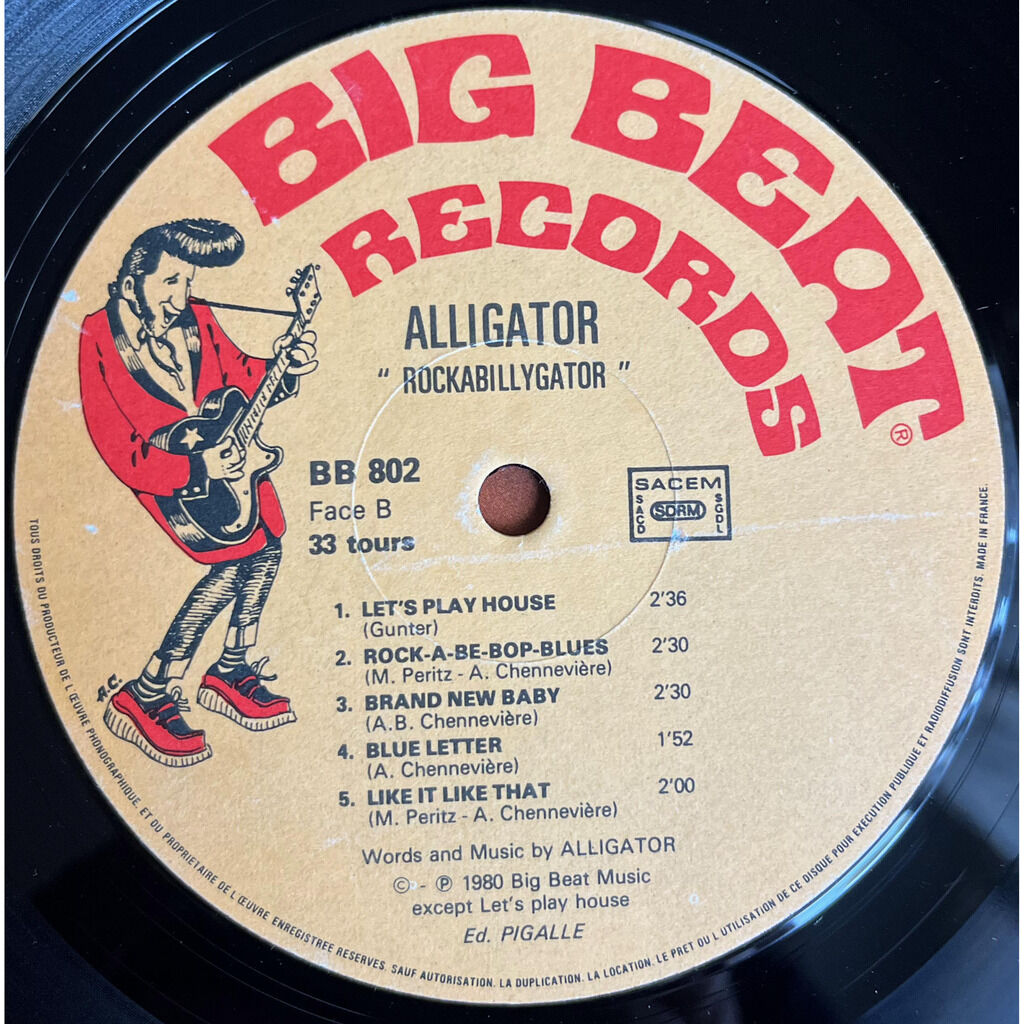 BIG BEAT
RECORDS
®
ALLIGATOR
" ROCKABILLYGATOR "
BB 802
Face B
33 tours
SACEM
SACD
SDRM
SGDL
1. LET'S PLAY HOUSE 2'36
(Gunter)
2. ROCK-A-BE-BOP-BLUES 2'30
(M. Peritz - A. Chennevière)
3. BRAND NEW BABY 2'30
(A.B. Chennevière)
4. BLUE LETTER 1'52
(A. Chennevière)
5. LIKE IT LIKE THAT 2'00
(M. Peritz - A. Chennevière)
Words and Music by ALLIGATOR
© - ℗ 1980 Big Beat Music
except Let's play house
Ed. PIGALLE
A.C.
TOUS DROITS DU PRODUCTEUR DE L'ŒUVRE PHONOGRAPHIQUE. ET DU PROPRIETAIRE DE L'ŒUVRE ENREGISTREE RESERVES. SAUF AUTORISATION. LA DUPLICATION. LA LOCATION. LE PRET OU L UTILISATION DE CE DISQUE POUR EXECUTION PUBLIQUE ET RADIODIFFUSION SONT INTERDITS. MADE IN FRANCE.